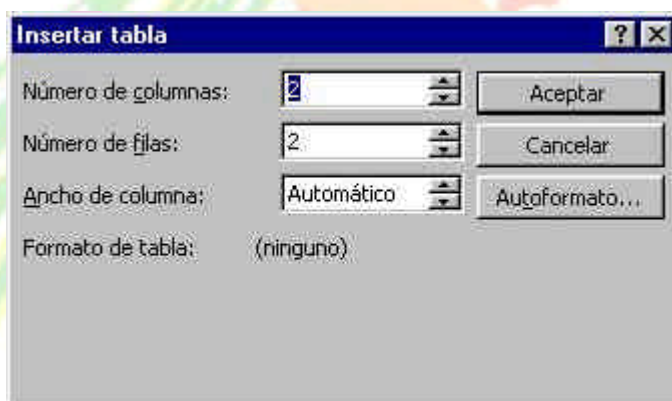 Insertar tabla
Número de columnas: 2 Aceptar
Número de filas: 2 Cancelar
Ancho de columna: Automático Autoformato...
Formato de tabla: (ninguno)